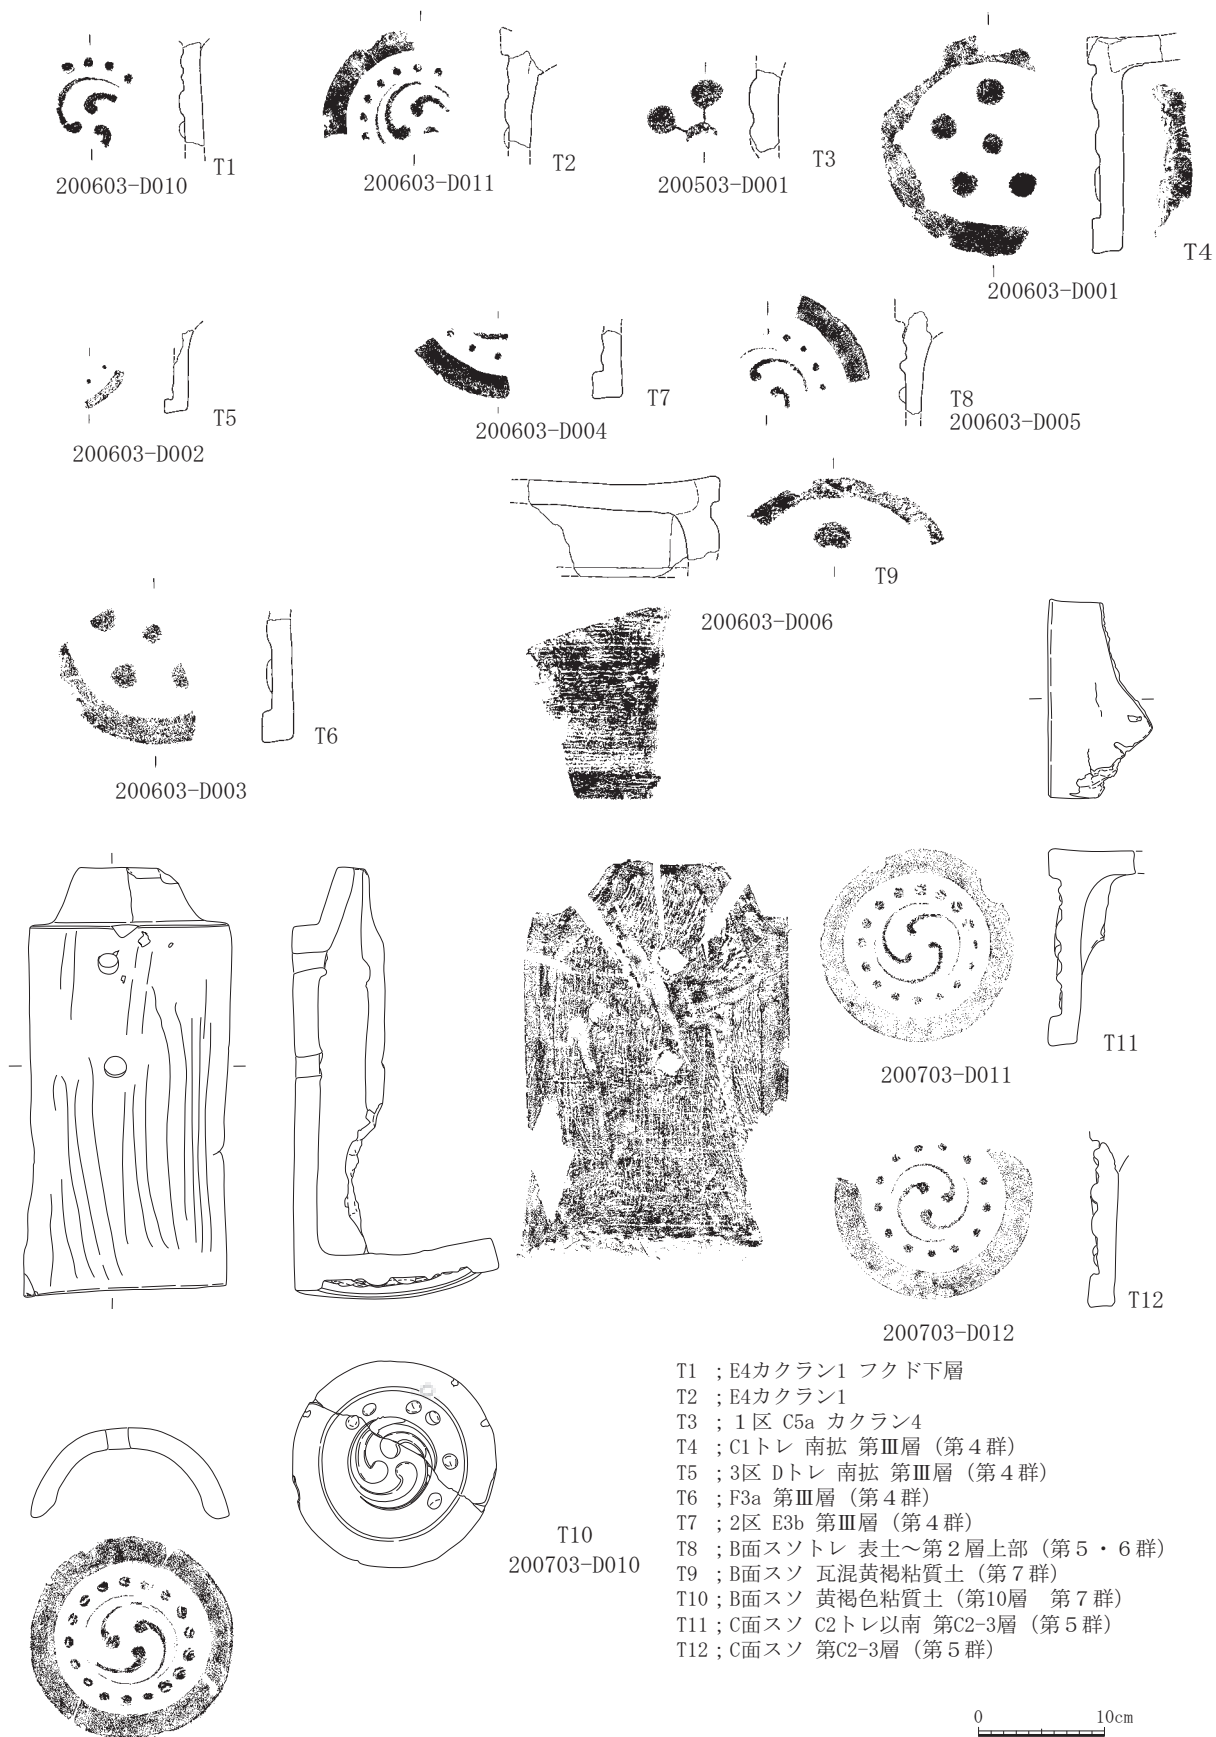 T1
200603-D010
T2
200603-D011
T3
200503-D001
T4
200603-D001
T5
200603-D002
T7
200603-D004
T8
200603-D005
T9
200603-D006
T6
200603-D003
T11
200703-D011
T12
200703-D012
T10
200703-D010
T1 ；E4カクラン1 フクド下層
T2 ；E4カクラン1
T3 ；１区 C5a カクラン4
T4 ；C1トレ 南拡 第Ⅲ層（第４群）
T5 ；3区 Dトレ 南拡 第Ⅲ層（第４群）
T6 ；F3a 第Ⅲ層（第４群）
T7 ；2区 E3b 第Ⅲ層（第４群）
T8 ；B面スソトレ 表土～第２層上部（第５・６群）
T9 ；B面スソ 瓦混黄褐粘質土（第７群）
T10；B面スソ 黄褐色粘質土（第10層　第７群）
T11；C面スソ C2トレ以南 第C2-3層（第５群）
T12；C面スソ 第C2-3層（第５群）
0 10cm